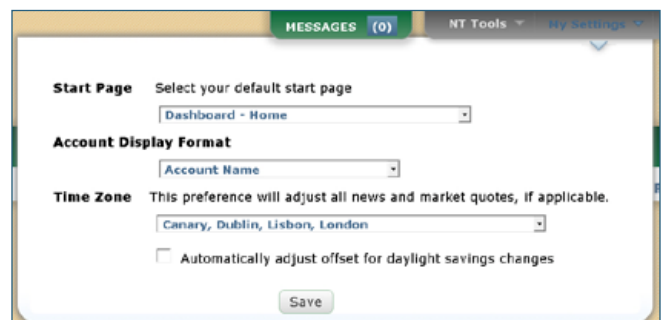 MESSAGES (0) NT Tools My Settings
Start Page Select your default start page
Dashboard - Home
Account Display Format
Account Name
Time Zone This preference will adjust all news and market quotes, if applicable.
Canary, Dublin, Lisbon, London
Automatically adjust offset for daylight savings changes
Save